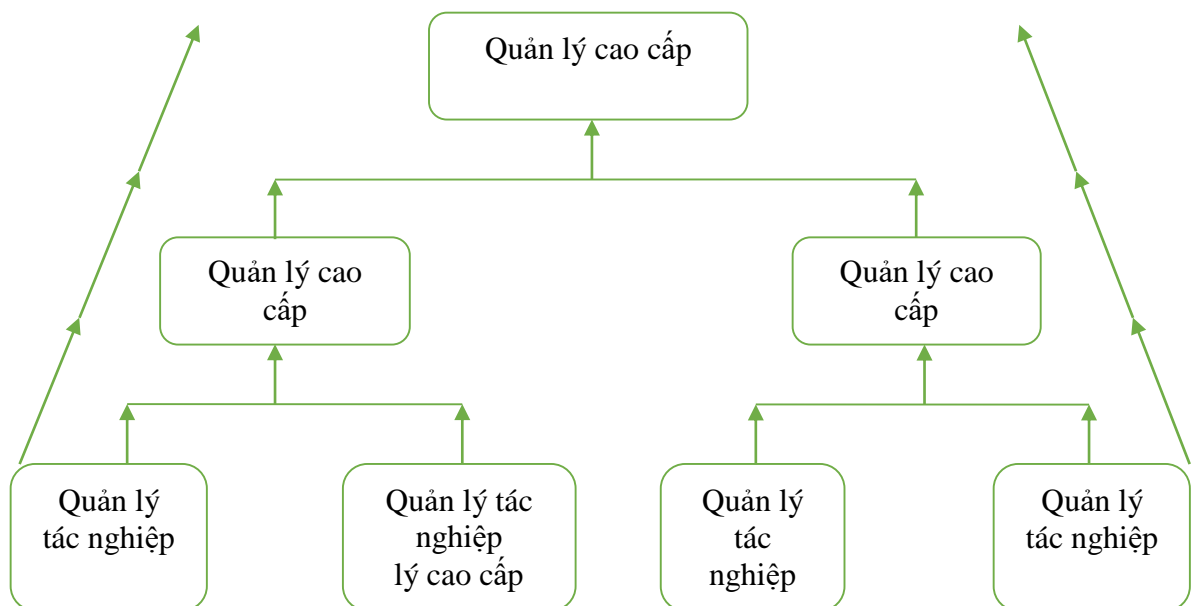 Quản lý cao cấp
Quản lý cao
cấp
Quản lý cao
cấp
Quản lý
tác nghiệp
Quản lý tác
nghiệp
lý cao cấp
Quản lý
tác
nghiệp
Quản lý
tác nghiệp